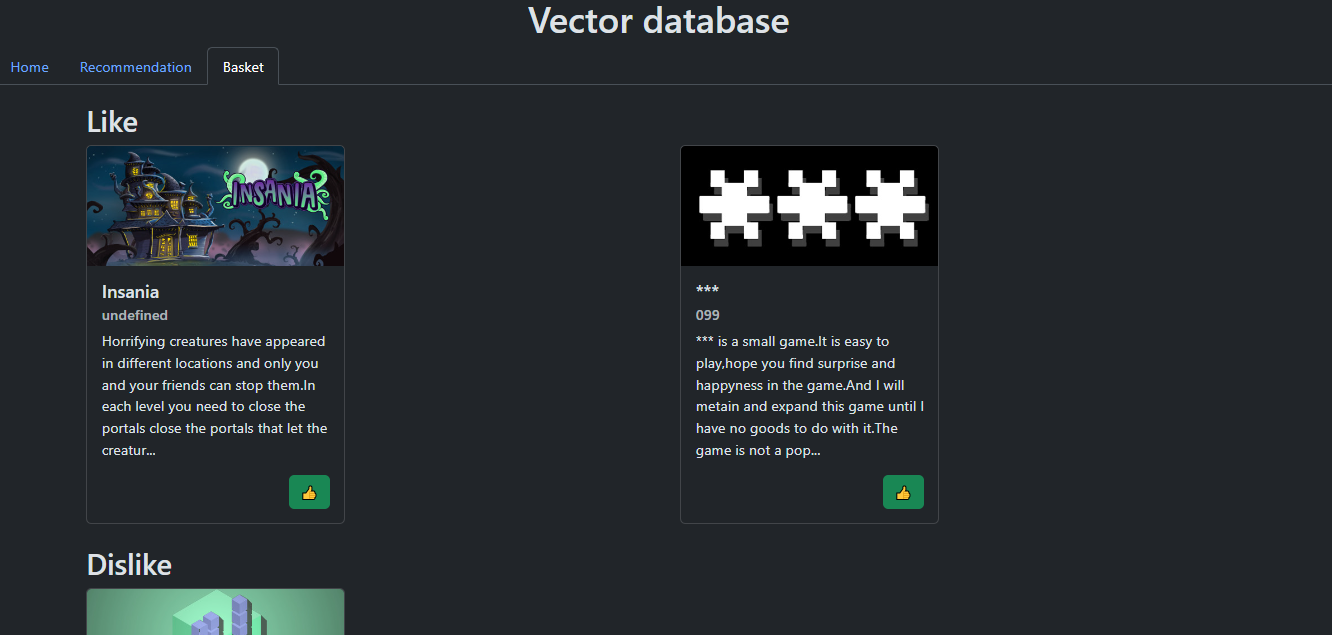 Vector database
Home
Recommendation
Basket
Like
INSANIA
Insania
undefined
Horrifying creatures have appeared
in different locations and only you
and your friends can stop them.In
each level you need to close the
portals close the portals that let the
creatur...
***
***
099
*** is a small game.It is easy to
play,hope you find surprise and
happyness in the game.And I will
metain and expand this game until I
have no goods to do with it.The
game is not a pop...
Dislike